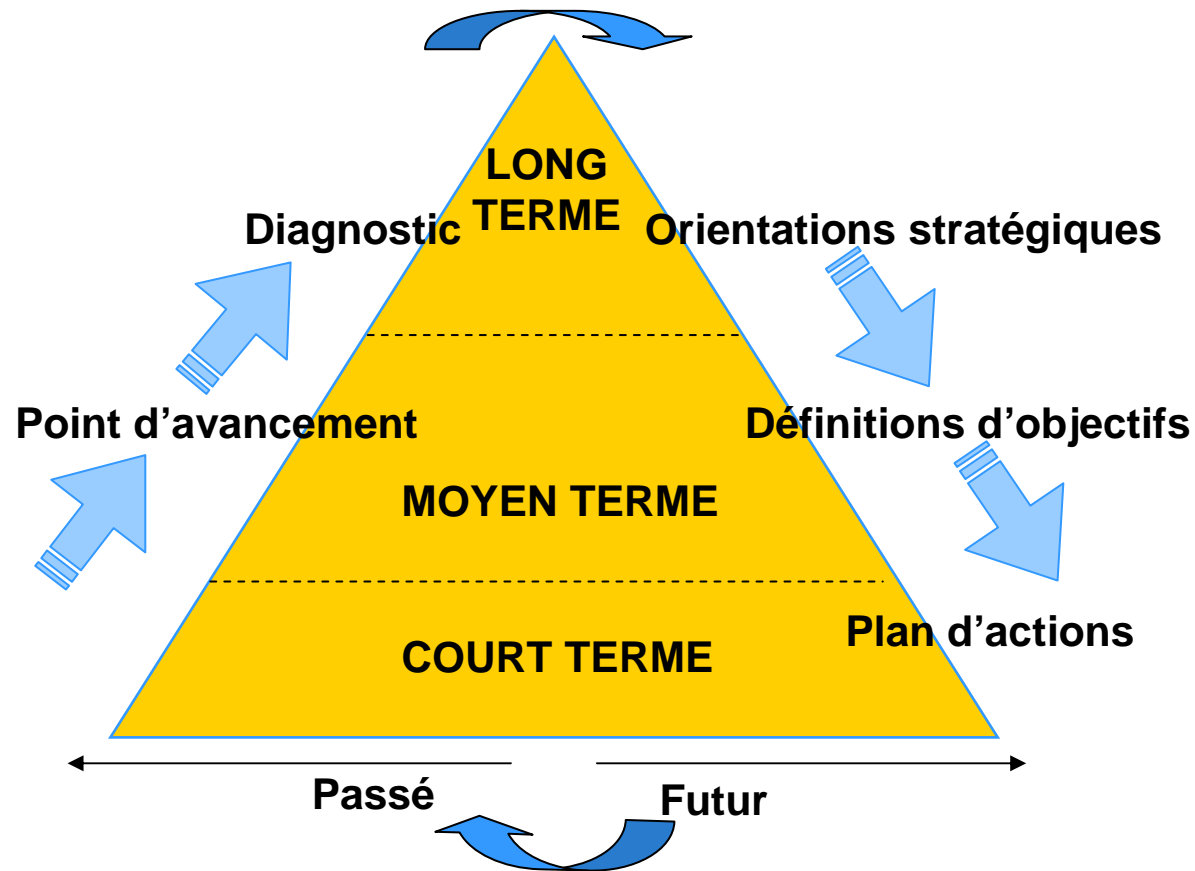 LONG
TERME
Diagnostic
Orientations stratégiques
Point d’avancement
Définitions d’objectifs
MOYEN TERME
Plan d’actions
COURT TERME
Passé
Futur